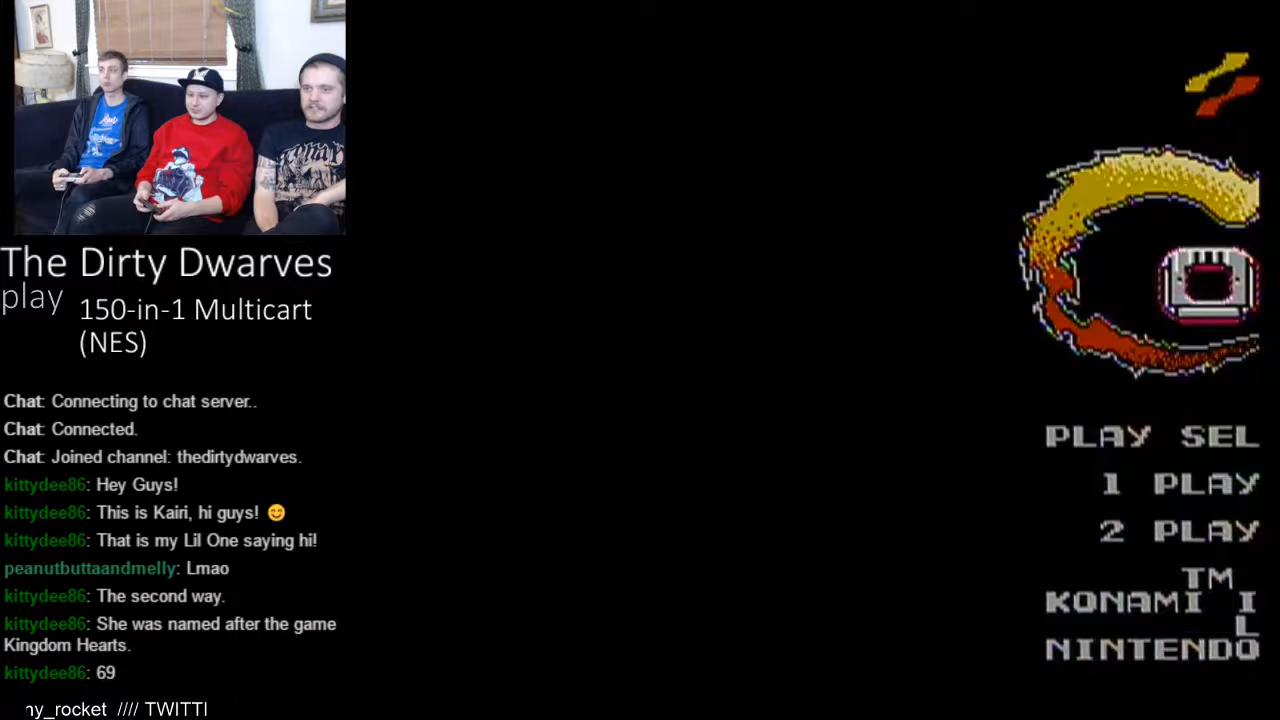 The Dirty Dwarves
play 150-in-1 Multicart
(NES)
Chat: Connecting to chat server..
Chat: Connected.
Chat: Joined channel: thedirtydwarves.
kittydee86: Hey Guys!
kittydee86: This is Kairi, hi guys! 😊
kittydee86: That is my Lil One saying hi!
peanutbuttaandmelly: Lmao
kittydee86: The second way.
kittydee86: She was named after the game
Kingdom Hearts.
kittydee86: 69
ny_rocket //// TWITTI
PLAY SEL
1 PLAY
2 PLAY
TM
KONAMI I
L
NINTENDO